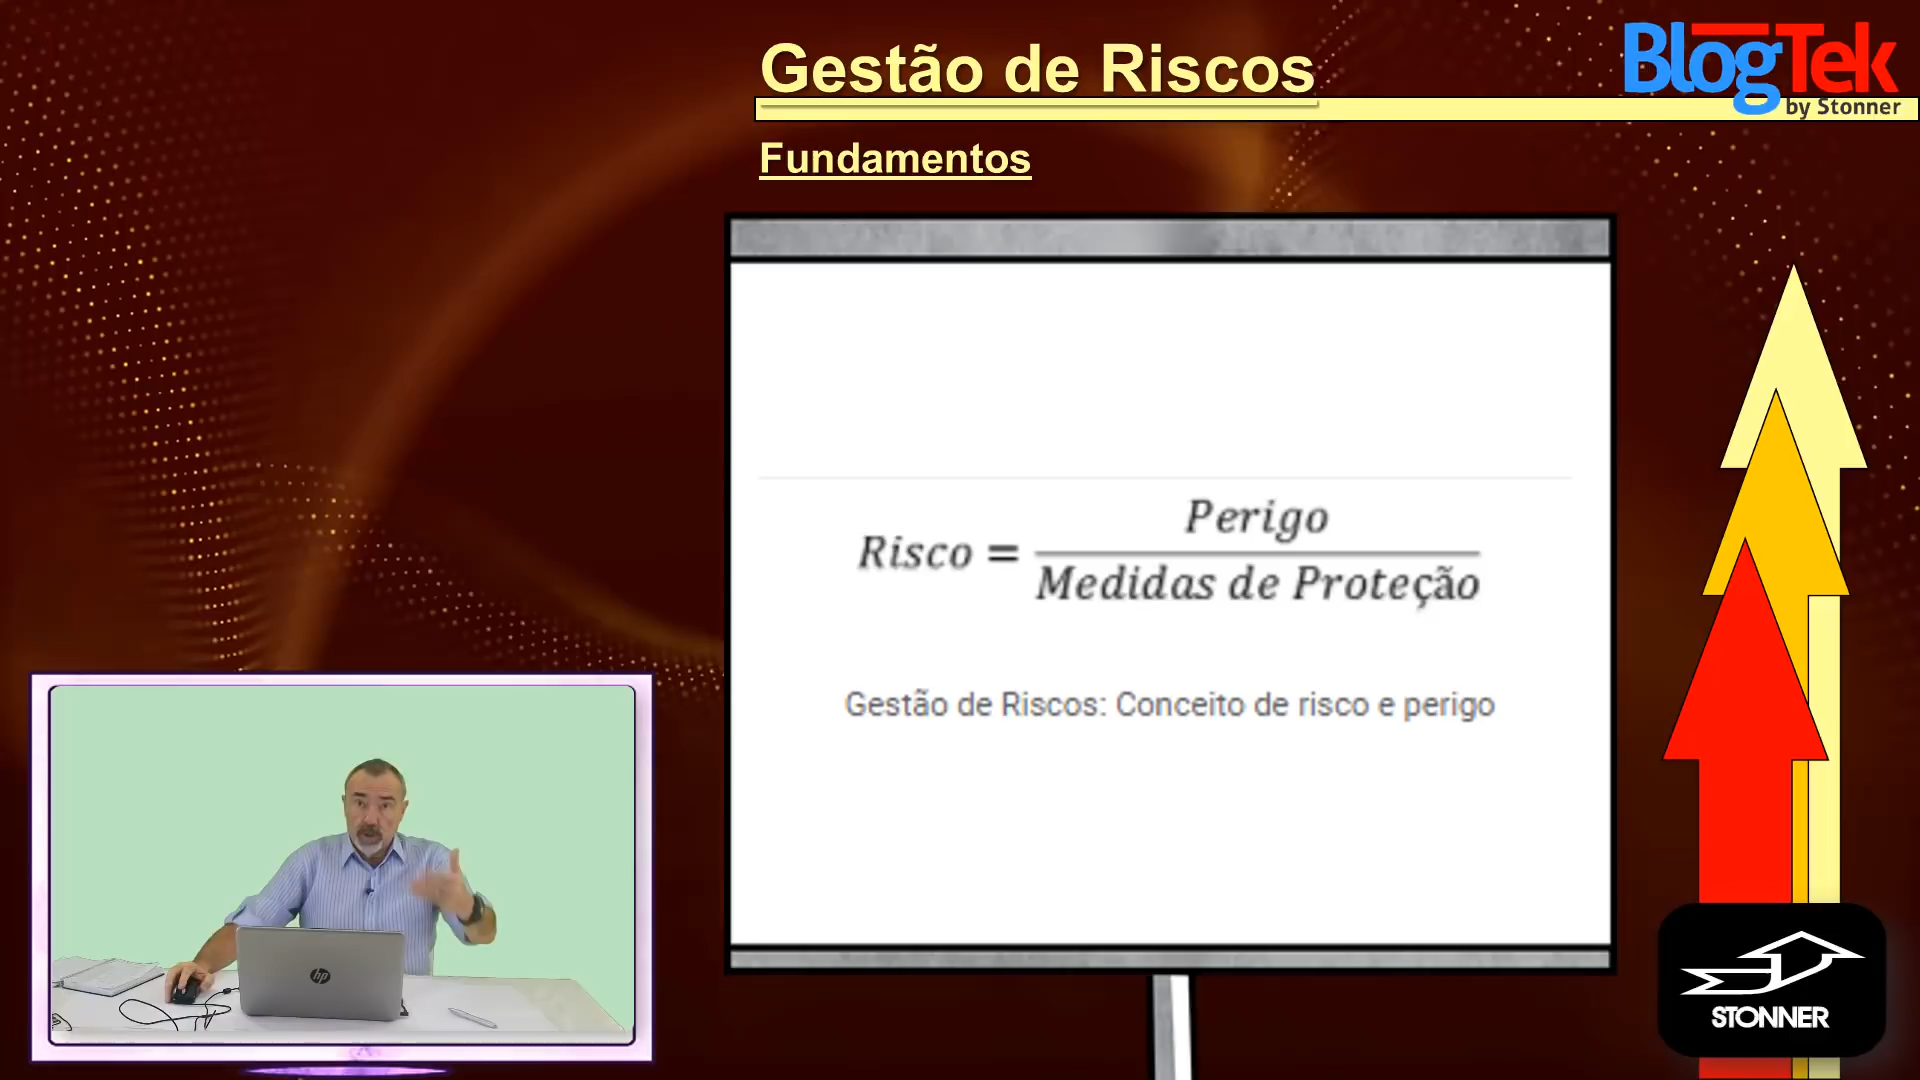 Gestão de Riscos
BlogTek
by Stonner
Fundamentos
Risco = Perigo
Medidas de Proteção
Gestão de Riscos: Conceito de risco e perigo
hp
STONNER